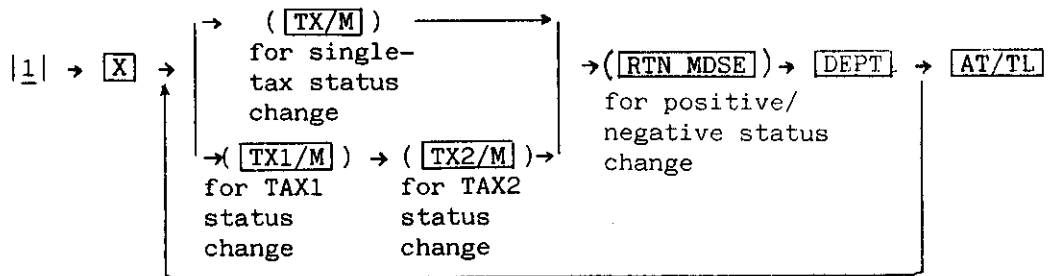 ( TX/M )
for single-
tax status
change
|1| → X → → (RTN MDSE) → DEPT → AT/TL
for positive/
negative status
change
→( TX1/M ) → ( TX2/M )→
for TAX1 for TAX2
status status
change change